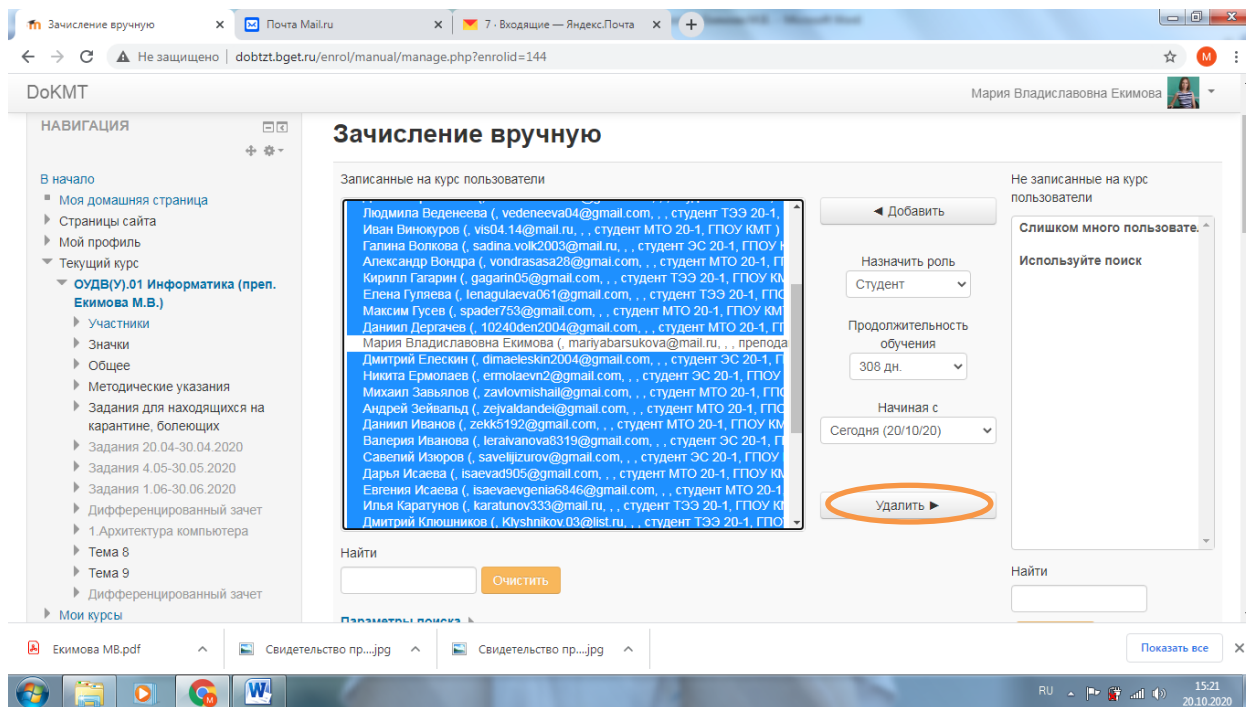 Зачисление вручную
Почта Mail.ru
7 · Входящие — Яндекс.Почта
Не защищено | dobtzt.bget.ru/enrol/manual/manage.php?enrolid=144
DoKMT
Мария Владиславовна Екимова
НАВИГАЦИЯ
В начало
Моя домашняя страница
Страницы сайта
Мой профиль
Текущий курс
ОУДВ(У).01 Информатика (преп.
Екимова М.В.)
Участники
Значки
Общее
Методические указания
Задания для находящихся на
карантине, болеющих
Задания 20.04-30.04.2020
Задания 4.05-30.05.2020
Задания 1.06-30.06.2020
Дифференцированный зачет
1.Архитектура компьютера
Тема 8
Тема 9
Дифференцированный зачет
Мои курсы
Зачисление вручную
Записанные на курс пользователи
Людмила Веденеева (, vedeneeva04@gmail.com, , , студент ТЭЭ 20-1,
Иван Винокуров (, vis04.14@mail.ru, , , студент МТО 20-1, ГПОУ КМТ )
Галина Волкова (, sadina.volk2003@mail.ru, , , студент ЭС 20-1, ГПОУ К
Александр Вондра (, vondrasasa28@gmai.com, , , студент МТО 20-1, ГП
Кирилл Гагарин (, gagarin05@gmail.com, , , студент ТЭЭ 20-1, ГПОУ КМ
Елена Гуляева (, lenagulaeva061@gmail.com, , , студент ТЭЭ 20-1, ГПО
Максим Гусев (, spader753@gmail.com, , , студент МТО 20-1, ГПОУ КМТ
Даниил Дергачев (, 10240den2004@gmail.com, , , студент МТО 20-1, ГП
Мария Владиславовна Екимова (, mariyabarsukova@mail.ru, , , препода
Дмитрий Елескин (, dimaeleskin2004@gmail.com, , , студент ЭС 20-1, Г
Никита Ермолаев (, ermolaevn2@gmail.com, , , студент ЭС 20-1, ГПОУ
Михаил Завьялов (, zavlovmishail@gmai.com, , , студент МТО 20-1, ГПО
Андрей Зейвальд (, zejvaldandei@gmail.com, , , студент МТО 20-1, ГПО
Даниил Иванов (, zekk5192@gmail.com, , , студент МТО 20-1, ГПОУ КМ
Валерия Иванова (, leraivanova8319@gmail.com, , , студент ЭС 20-1, Г
Савелий Изюров (, savelijizurov@gmail.com, , , студент ЭС 20-1, ГПОУ
Дарья Исаева (, isaevad905@gmail.com, , , студент МТО 20-1, ГПОУ КМ
Евгения Исаева (, isaevaevgenia6846@gmail.com, , , студент МТО 20-1
Илья Каратунов (, karatunov333@mail.ru, , , студент ТЭЭ 20-1, ГПОУ КМ
Дмитрий Клюшников (, Klyshnikov.03@list.ru, , , студент ТЭЭ 20-1, ГПО
Найти
Очистить
Параметры поиска
◄ Добавить
Назначить роль
Студент
Продолжительность
обучения
308 дн.
Начиная с
Сегодня (20/10/20)
Удалить ►
Не записанные на курс
пользователи
Слишком много пользовате.
Используйте поиск
Найти
Екимова МВ.pdf
Свидетельство пр....jpg
Свидетельство пр....jpg
Показать все
RU
15:21
20.10.2020